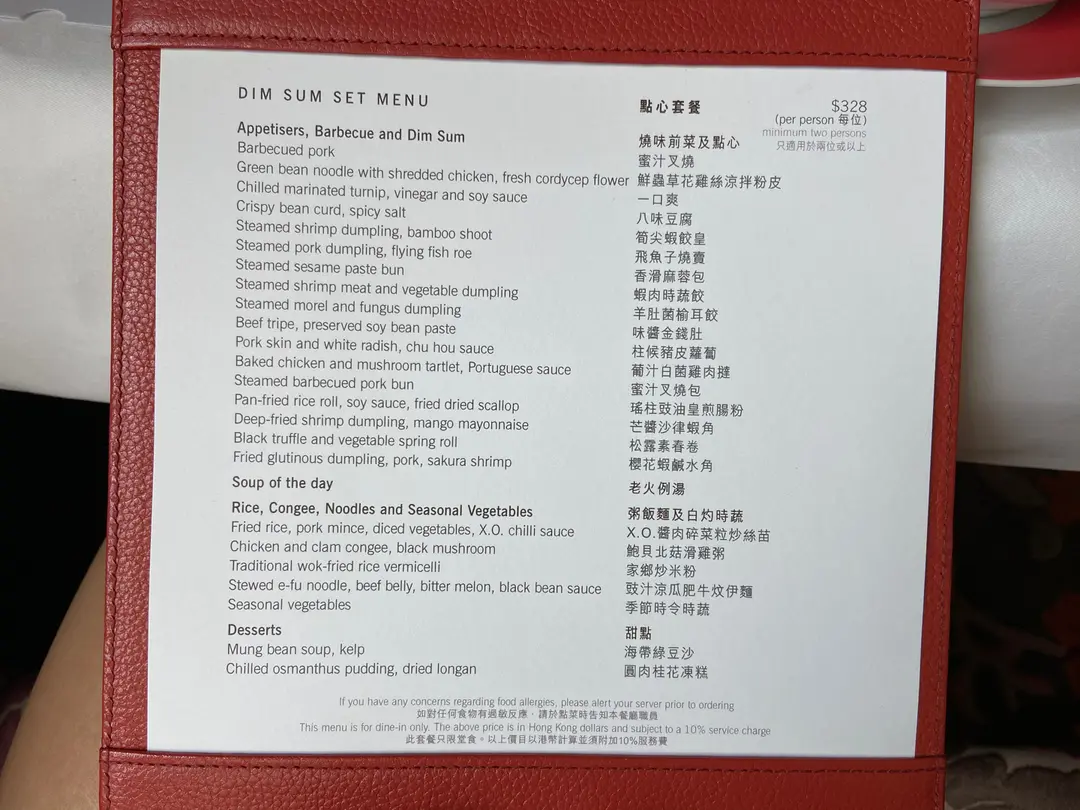 DIM SUM SET MENU 點心套餐 $328
(per person 每位)
minimum two persons
只適用於兩位或以上
Appetisers, Barbecue and Dim Sum 燒味前菜及點心
Barbecued pork 蜜汁叉燒
Green bean noodle with shredded chicken, fresh cordycep flower 鮮蟲草花雞絲涼拌粉皮
Chilled marinated turnip, vinegar and soy sauce 一口爽
Crispy bean curd, spicy salt 八味豆腐
Steamed shrimp dumpling, bamboo shoot 筍尖蝦餃皇
Steamed pork dumpling, flying fish roe 飛魚子燒賣
Steamed sesame paste bun 香滑麻蓉包
Steamed shrimp meat and vegetable dumpling 蝦肉時蔬餃
Steamed morel and fungus dumpling 羊肚菌榆耳餃
Beef tripe, preserved soy bean paste 味醬金錢肚
Pork skin and white radish, chu hou sauce 柱候豬皮蘿蔔
Baked chicken and mushroom tartlet, Portuguese sauce 葡汁白菌雞肉撻
Steamed barbecued pork bun 蜜汁叉燒包
Pan-fried rice roll, soy sauce, fried dried scallop 瑤柱豉油皇煎腸粉
Deep-fried shrimp dumpling, mango mayonnaise 芒醬沙律蝦角
Black truffle and vegetable spring roll 松露素春卷
Fried glutinous dumpling, pork, sakura shrimp 櫻花蝦鹹水角
Soup of the day 老火例湯
Rice, Congee, Noodles and Seasonal Vegetables 粥飯麵及白灼時蔬
Fried rice, pork mince, diced vegetables, X.O. chilli sauce X.O.醬肉碎菜粒炒絲苗
Chicken and clam congee, black mushroom 鮑貝北菇滑雞粥
Traditional wok-fried rice vermicelli 家鄉炒米粉
Stewed e-fu noodle, beef belly, bitter melon, black bean sauce 豉汁涼瓜肥牛炆伊麵
Seasonal vegetables 季節時令時蔬
Desserts 甜點
Mung bean soup, kelp 海帶綠豆沙
Chilled osmanthus pudding, dried longan 圓肉桂花凍糕
If you have any concerns regarding food allergies, please alert your server prior to ordering
如對任何食物有過敏反應，請於點菜時告知本餐廳職員
This menu is for dine-in only. The above price is in Hong Kong dollars and subject to a 10% service charge
此套餐只限堂食。以上價目以港幣計算並須附加10%服務費